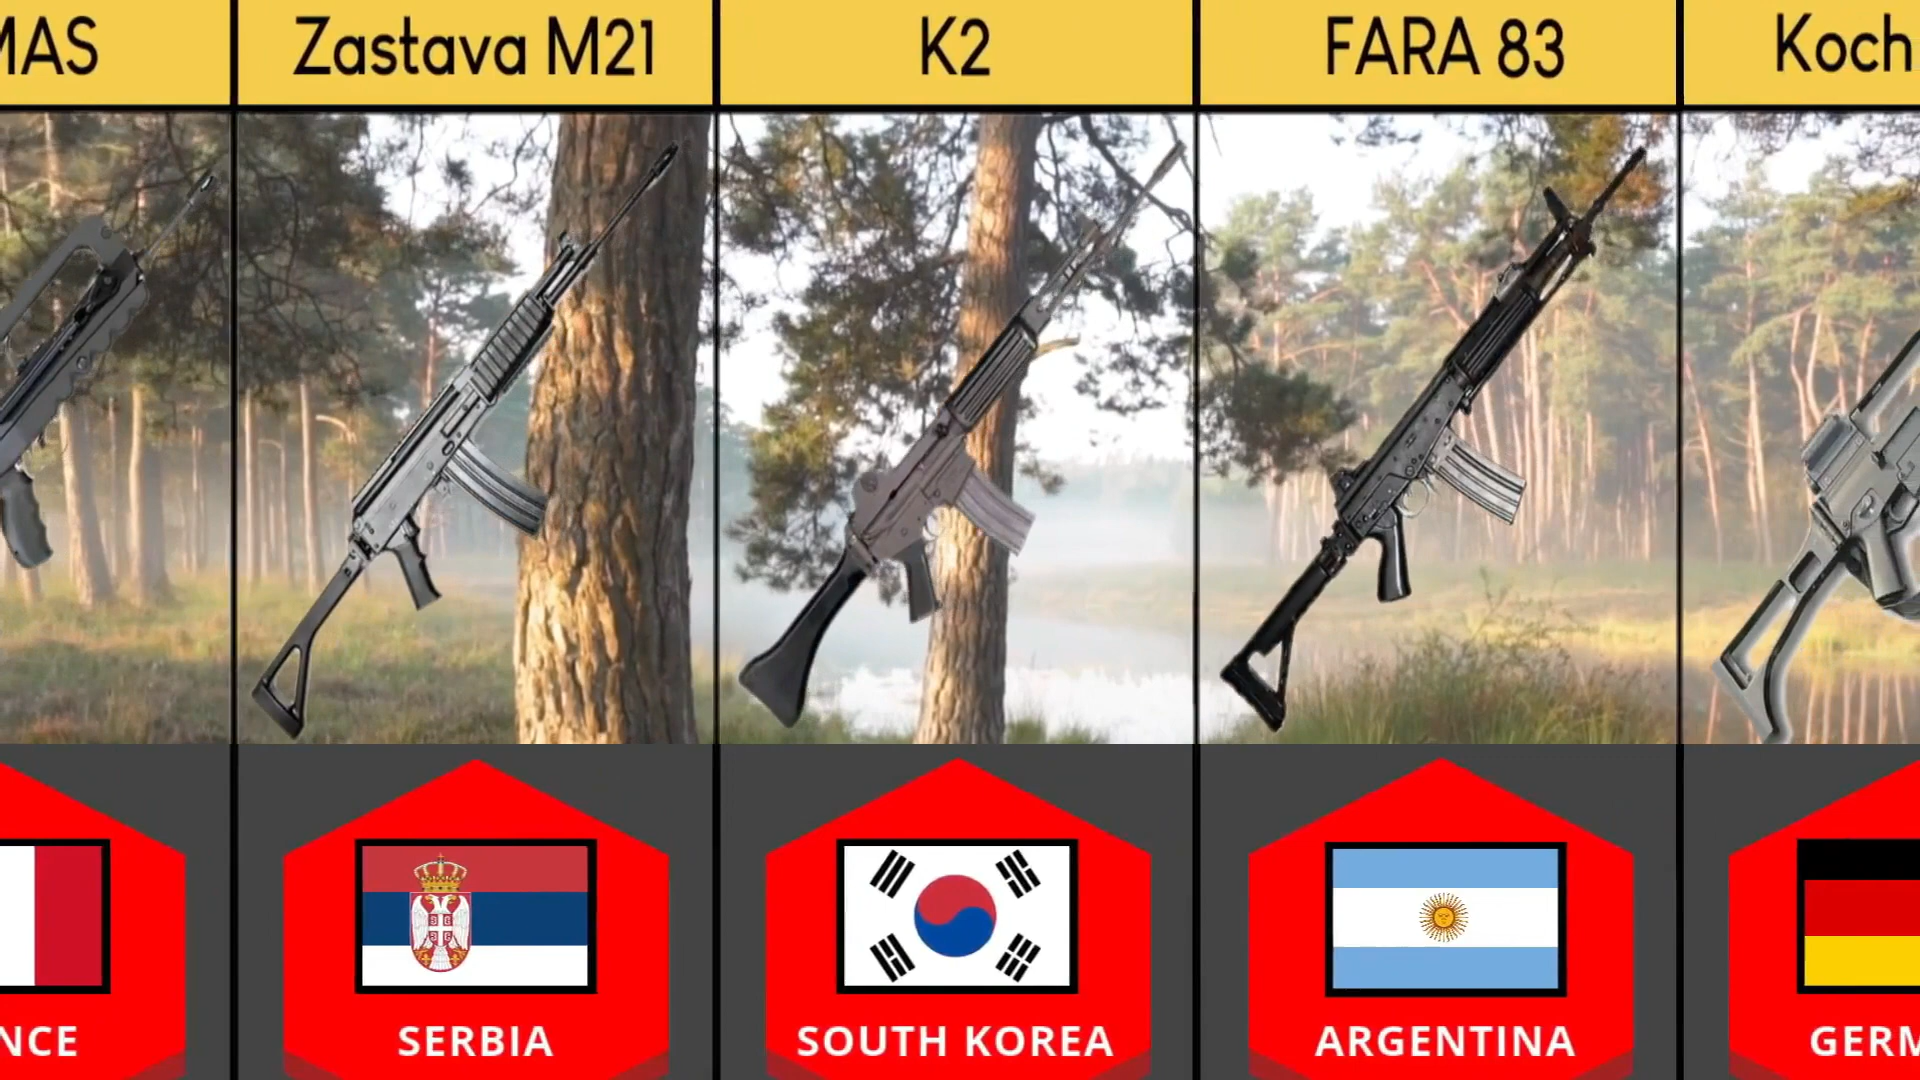 MAS
Zastava M21
K2
FARA 83
Koch
NCE
SERBIA
SOUTH KOREA
ARGENTINA
GERM